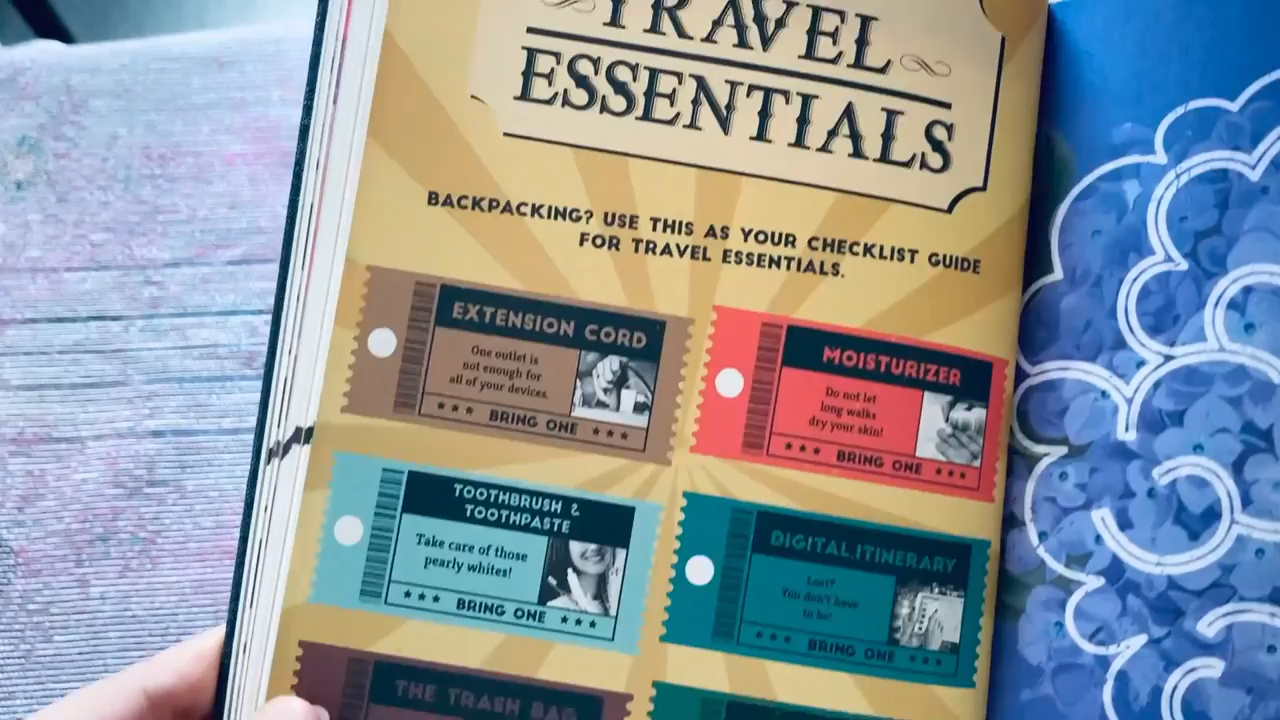 TRAVEL
ESSENTIALS
BACKPACKING? USE THIS AS YOUR CHECKLIST GUIDE
FOR TRAVEL ESSENTIALS.
EXTENSION CORD
One outlet is
not enough for
all of your devices.
BRING ONE
MOISTURIZER
Do not let
long walks
dry your skin!
BRING ONE
TOOTHBRUSH &
TOOTHPASTE
Take care of those
pearly whites!
BRING ONE
DIGITAL ITINERARY
Lost?
You don't have
to be!
BRING ONE
THE TRASH BAG